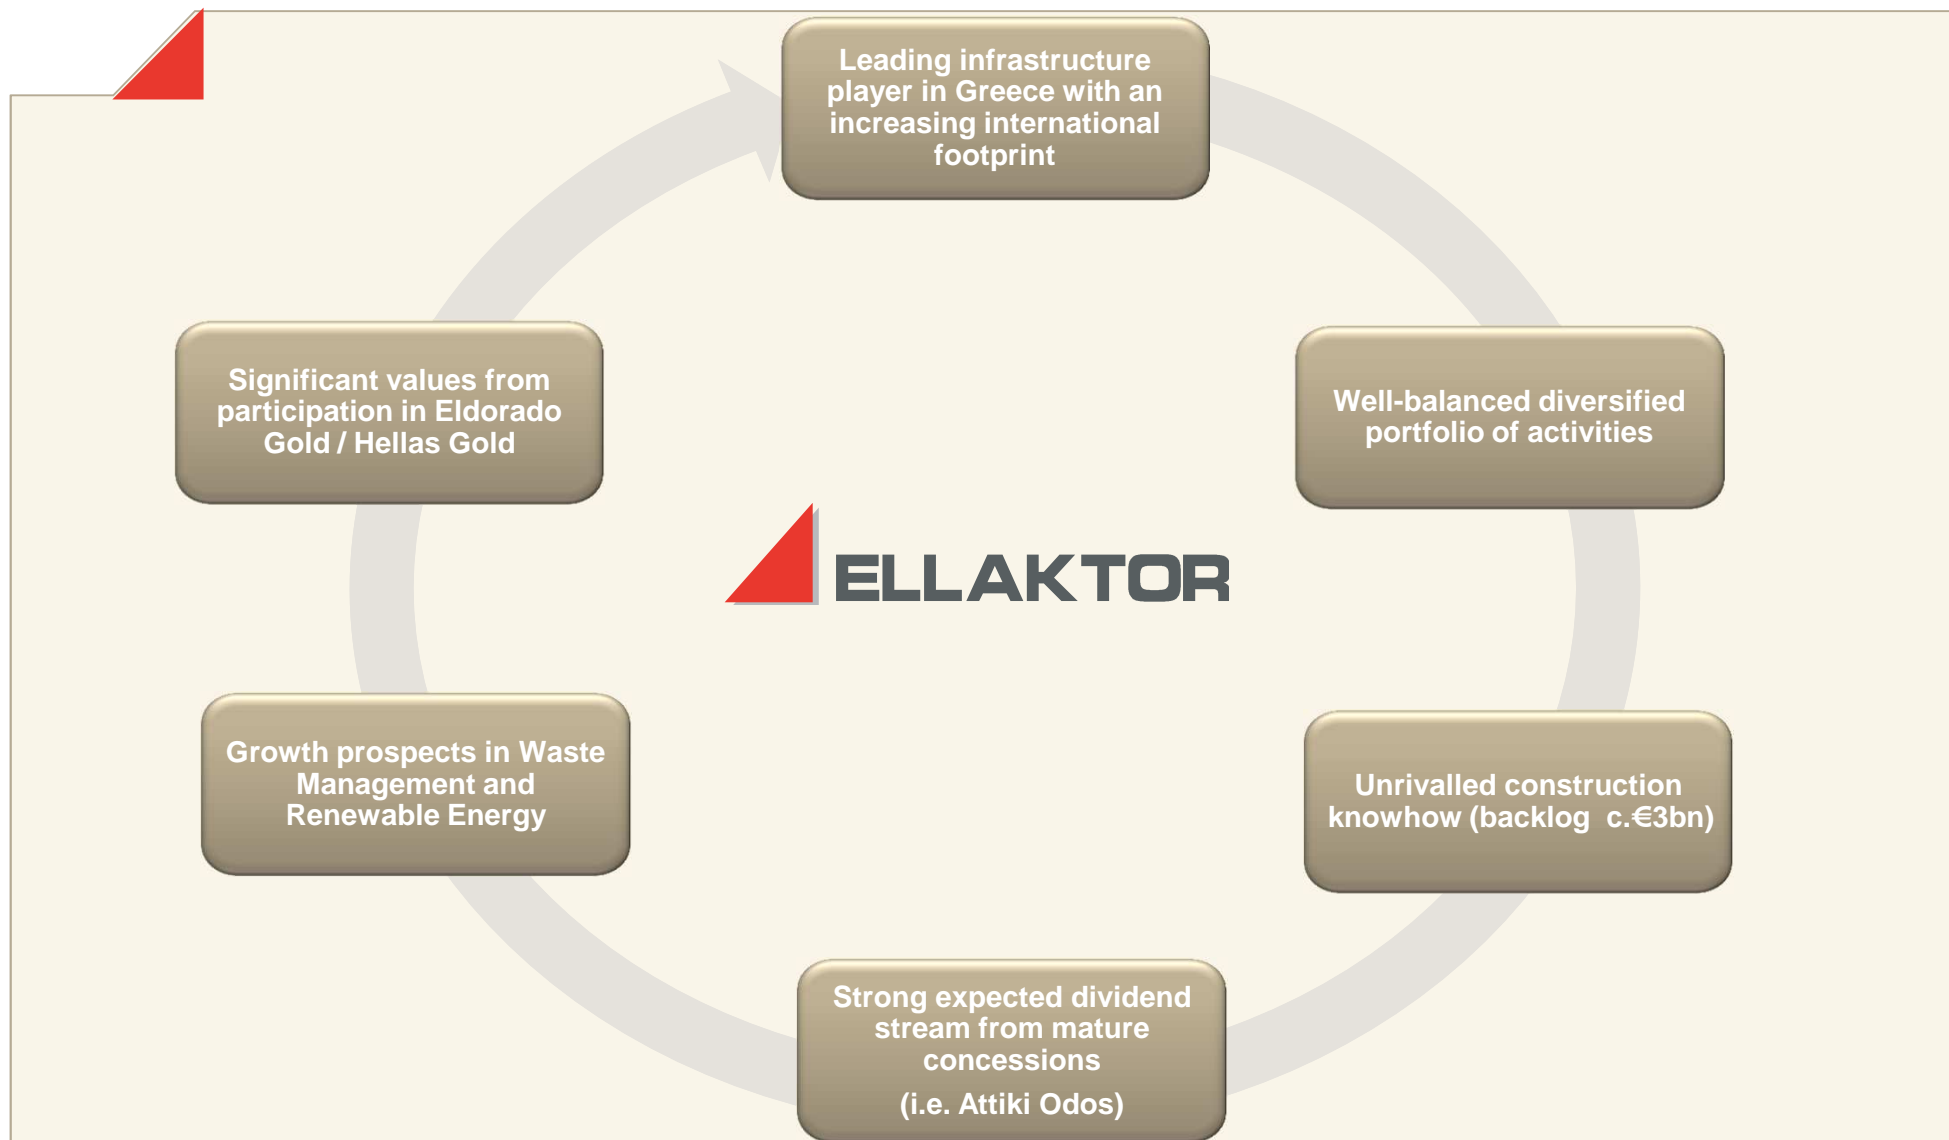 Leading infrastructure
player in Greece with an
increasing international
footprint
Well-balanced diversified
portfolio of activities
Unrivalled construction
knowhow (backlog c.€3bn)
Strong expected dividend
stream from mature
concessions
(i.e. Attiki Odos)
Growth prospects in Waste
Management and
Renewable Energy
Significant values from
participation in Eldorado
Gold / Hellas Gold
ELLAKTOR